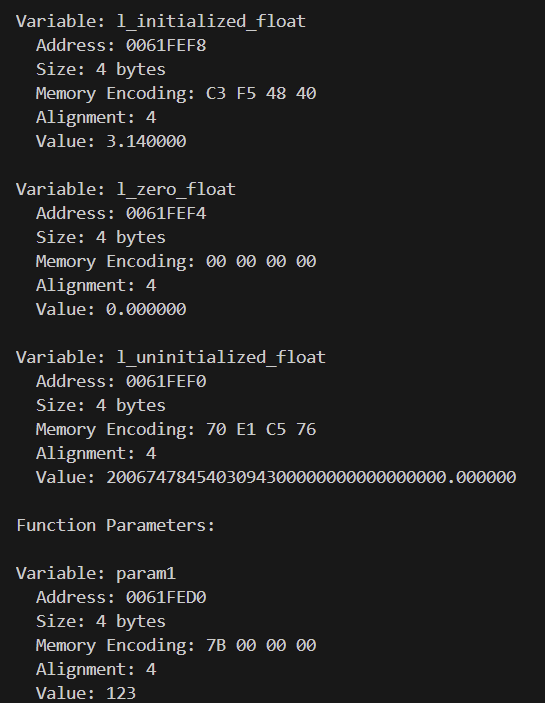 Variable: l_initialized_float
Address: 0061FEF8
Size: 4 bytes
Memory Encoding: C3 F5 48 40
Alignment: 4
Value: 3.140000
Variable: l_zero_float
Address: 0061FEF4
Size: 4 bytes
Memory Encoding: 00 00 00 00
Alignment: 4
Value: 0.000000
Variable: l_uninitialized_float
Address: 0061FEF0
Size: 4 bytes
Memory Encoding: 70 E1 C5 76
Alignment: 4
Value: 2006747845403094300000000000000000.000000
Function Parameters:
Variable: param1
Address: 0061FED0
Size: 4 bytes
Memory Encoding: 7B 00 00 00
Alignment: 4
Value: 123